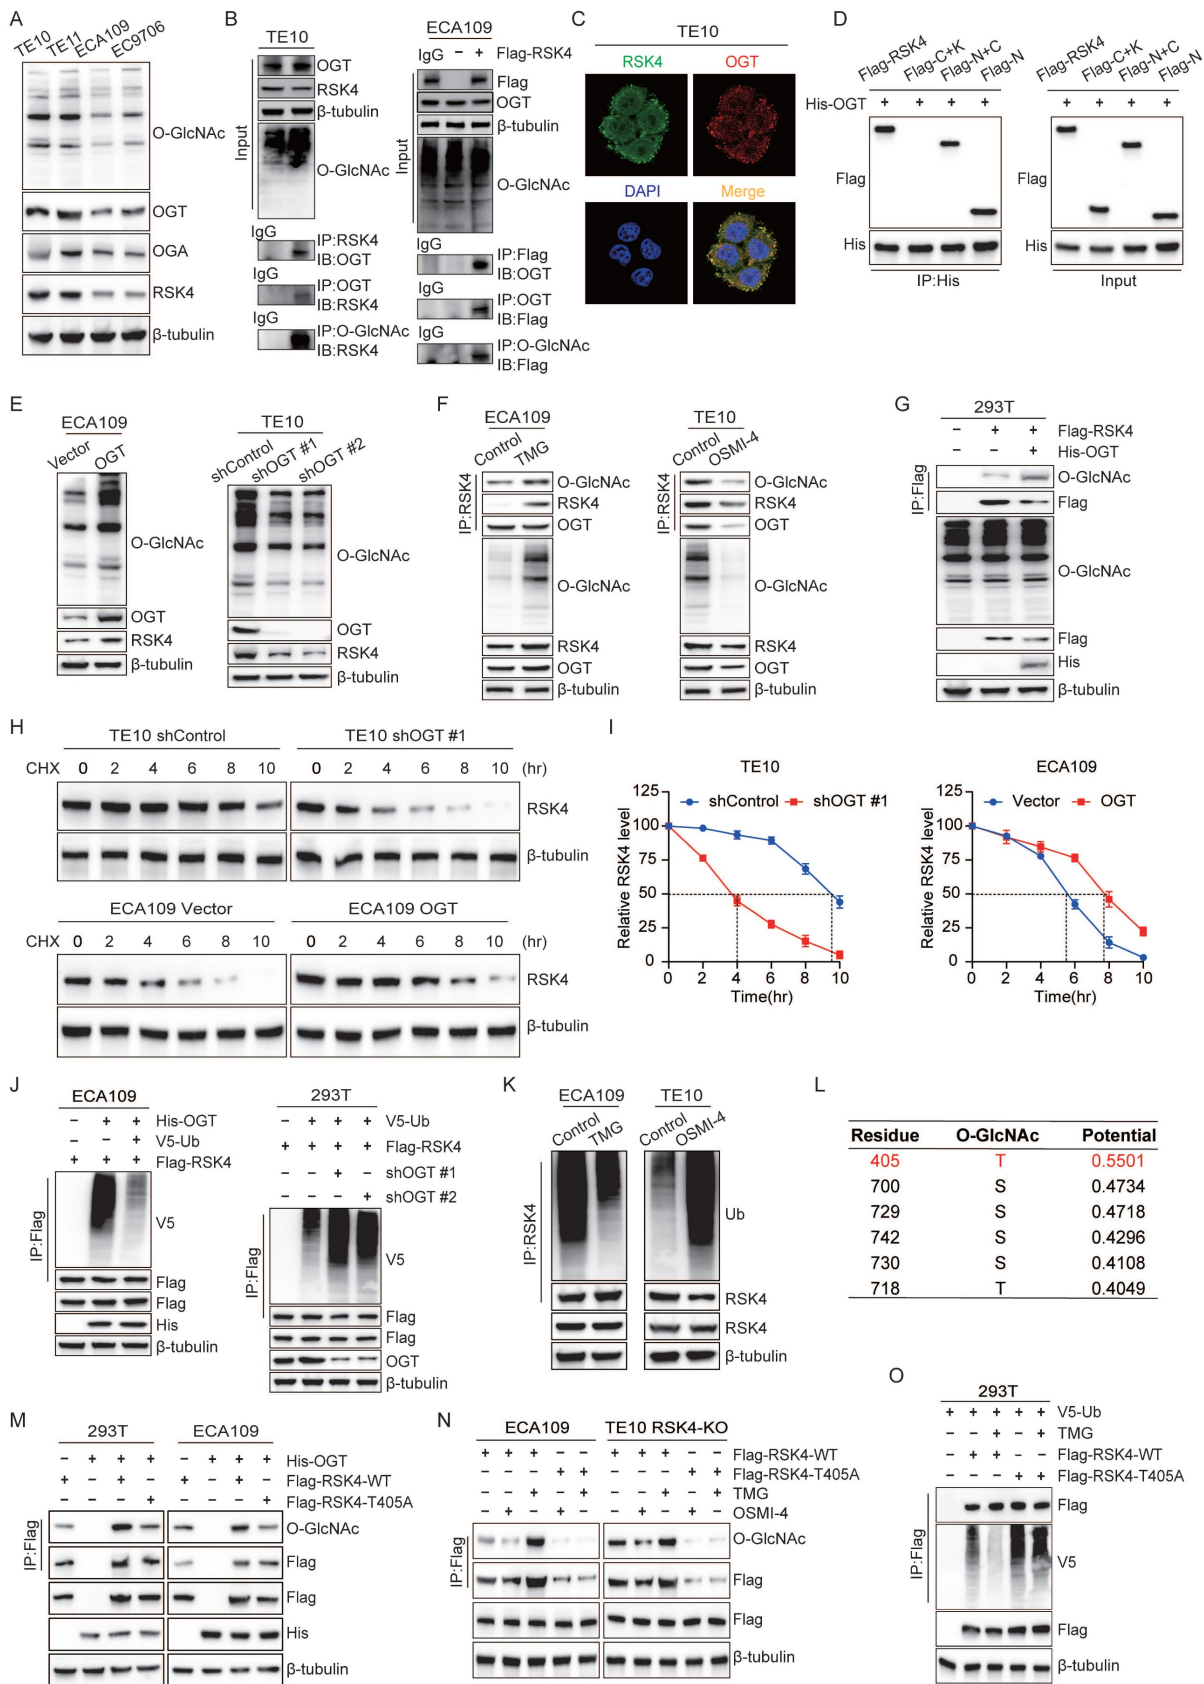 A
TE10 TE11 ECA109 EC9706
O-GlcNAc
OGT
OGA
RSK4
β-tubulin
B
TE10
OGT
RSK4
β-tubulin
Input
O-GlcNAc
IgG
IP:RSK4
IB:OGT
IgG
IP:OGT
IB:RSK4
IgG
IP:O-GlcNAc
IB:RSK4
ECA109
IgG − + Flag-RSK4
Flag
OGT
β-tubulin
Input
O-GlcNAc
IgG
IP:Flag
IB:OGT
IgG
IP:OGT
IB:Flag
IgG
IP:O-GlcNAc
IB:Flag
C
TE10
RSK4 OGT
DAPI Merge
D
Flag-RSK4 Flag-C+K Flag-N+C Flag-N
Flag-RSK4 Flag-C+K Flag-N+C Flag-N
His-OGT + + + + + + + +
Flag Flag
His His
IP:His Input
E
ECA109
Vector OGT
O-GlcNAc
OGT
RSK4
β-tubulin
TE10
shControl shOGT #1 shOGT #2
O-GlcNAc
OGT
RSK4
β-tubulin
F
ECA109
Control TMG
IP:RSK4
O-GlcNAc
RSK4
OGT
O-GlcNAc
RSK4
OGT
β-tubulin
TE10
Control OSMI-4
IP:RSK4
O-GlcNAc
RSK4
OGT
O-GlcNAc
RSK4
OGT
β-tubulin
G
293T
− + + Flag-RSK4
− − + His-OGT
IP:Flag
O-GlcNAc
Flag
O-GlcNAc
Flag
His
β-tubulin
H
TE10 shControl TE10 shOGT #1
CHX 0 2 4 6 8 10 0 2 4 6 8 10 (hr)
RSK4
β-tubulin
ECA109 Vector ECA109 OGT
CHX 0 2 4 6 8 10 0 2 4 6 8 10 (hr)
RSK4
β-tubulin
I
TE10
shControl shOGT #1
Relative RSK4 level
125
100
75
50
25
0
0 2 4 6 8 10
Time(hr)
ECA109
Vector OGT
Relative RSK4 level
125
100
75
50
25
0
0 2 4 6 8 10
Time(hr)
J
ECA109
− + + His-OGT
− − + V5-Ub
+ − + Flag-RSK4
IP:Flag
V5
Flag
Flag
His
β-tubulin
293T
− + + + V5-Ub
+ + + + Flag-RSK4
− − + − shOGT #1
− − − + shOGT #2
IP:Flag
V5
Flag
Flag
OGT
β-tubulin
K
ECA109 TE10
Control TMG Control OSMI-4
IP:RSK4
Ub
RSK4
RSK4
β-tubulin
L
Residue O-GlcNAc Potential
405 T 0.5501
700 S 0.4734
729 S 0.4718
742 S 0.4296
730 S 0.4108
718 T 0.4049
M
293T ECA109
− + + + − + + + His-OGT
+ − + − + − + − Flag-RSK4-WT
− − − + − − − + Flag-RSK4-T405A
IP:Flag
O-GlcNAc
Flag
Flag
His
β-tubulin
N
ECA109 TE10 RSK4-KO
+ + + − − + + + − − Flag-RSK4-WT
− − − + + − − − + + Flag-RSK4-T405A
− − + − + − − + − + TMG
− + − + − − + − + − OSMI-4
IP:Flag
O-GlcNAc
Flag
Flag
β-tubulin
O
293T
+ + + + + V5-Ub
− − + − + TMG
− + + − − Flag-RSK4-WT
− − − + + Flag-RSK4-T405A
IP:Flag
Flag
V5
Flag
β-tubulin